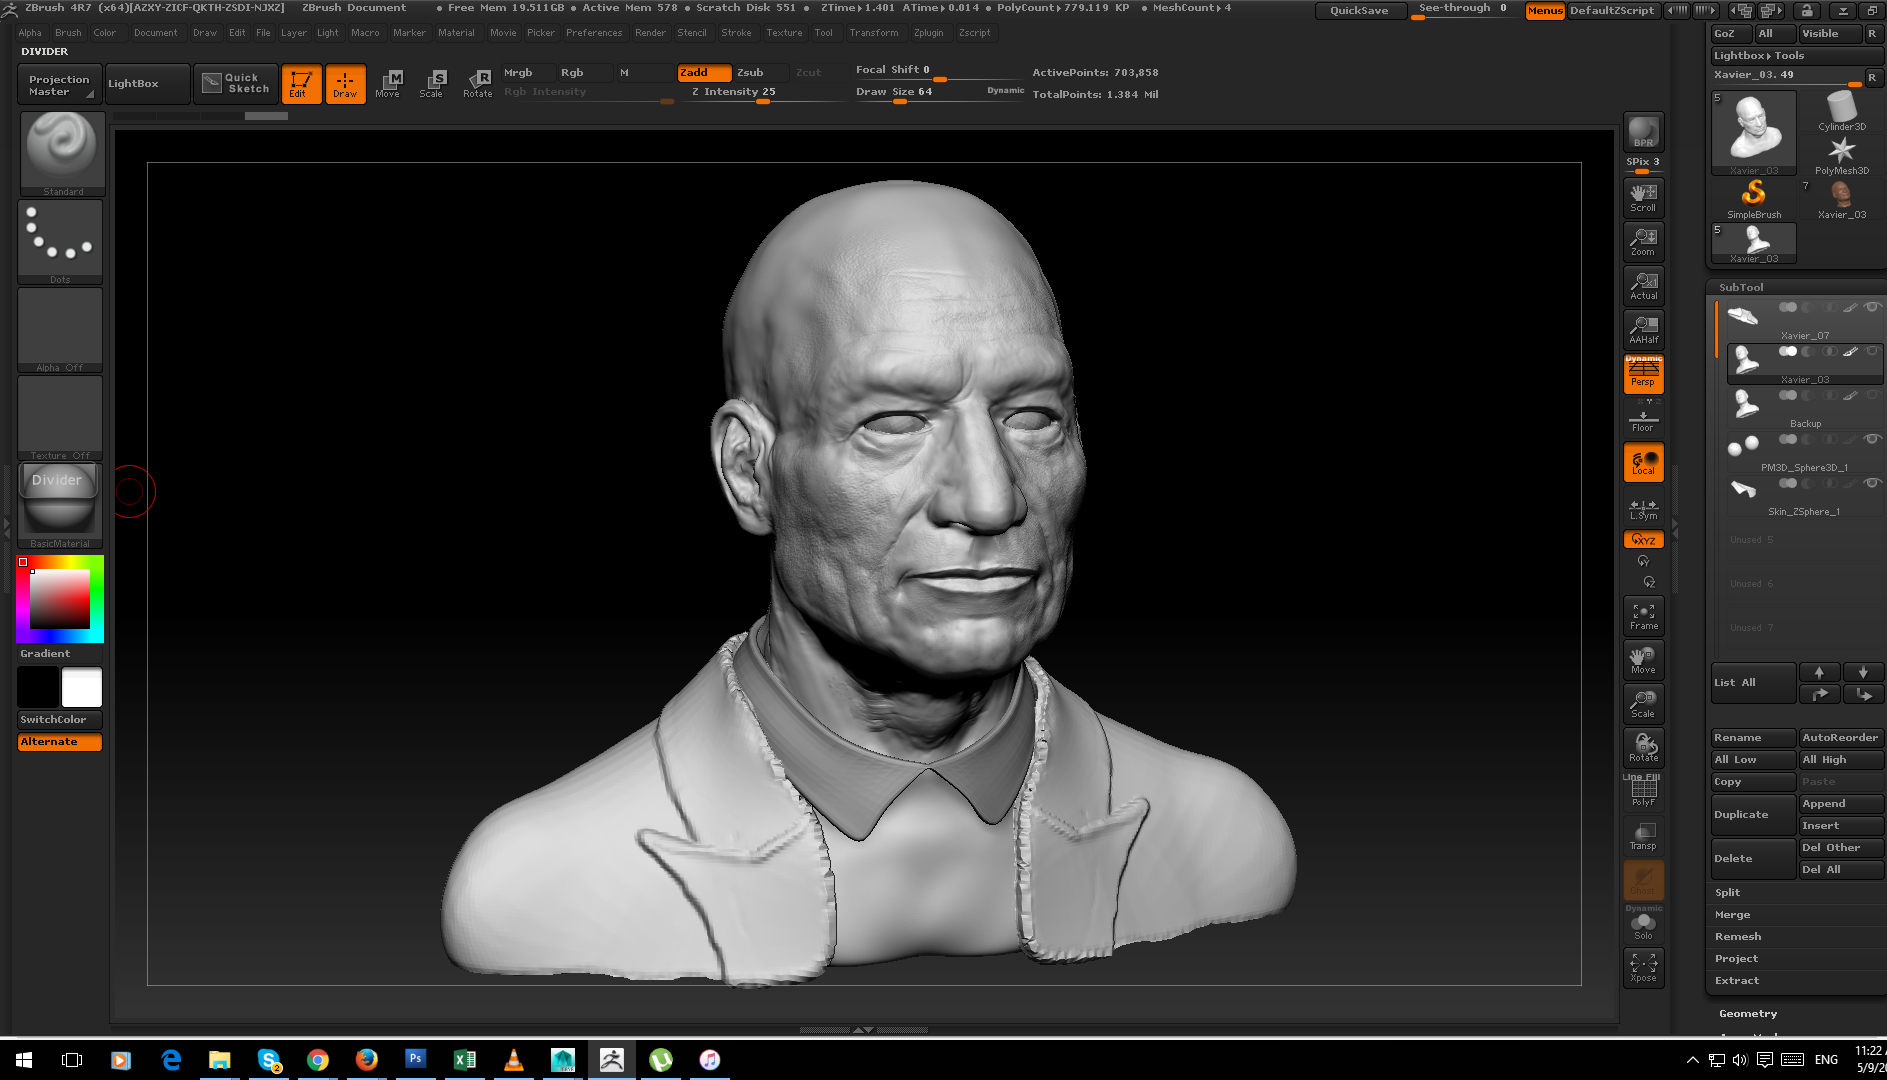 ZBrush 4R7 (x64)[AZXY-ZICF-QKTH-ZSDI-NJXZ] ZBrush Document • Free Mem 19.511GB • Active Mem 578 • Scratch Disk 551 • ZTime▸1.401 ATime▸0.014 • PolyCount▸779.119 KP • MeshCount▸4 QuickSave See-through 0 Menus DefaultZScript
Alpha Brush Color Document Draw Edit File Layer Light Macro Marker Material Movie Picker Preferences Render Stencil Stroke Texture Tool Transform Zplugin Zscript
DIVIDER
Projection Master
LightBox
Quick Sketch
Edit
Draw
Move
Scale
Rotate
Mrgb Rgb M
Rgb Intensity
Zadd Zsub Zcut
Z Intensity 25
Focal Shift 0
Draw Size 64 Dynamic
ActivePoints: 703,858
TotalPoints: 1.384 Mil
Standard
Dots
Alpha Off
Texture Off
Divider
BasicMaterial
Gradient
SwitchColor
Alternate
BPR
SPix 3
Scroll
Zoom
Actual
AAHalf
Dynamic
Persp
Floor
Local
L.Sym
XYZ
Y
Z
Frame
Move
Scale
Rotate
Line Fill
PolyF
Transp
Ghost
Dynamic
Solo
Xpose
GoZ All Visible R
Lightbox▸Tools
Xavier_03. 49 R
5
Xavier_03
Cylinder3D
PolyMesh3D
SimpleBrush
7
Xavier_03
5
Xavier_03
SubTool
Xavier_07
Xavier_03
Backup
PM3D_Sphere3D_1
Skin_ZSphere_1
Unused 5
Unused 6
Unused 7
List All
Rename AutoReorder
All Low All High
Copy Paste
Duplicate Append
Insert
Delete Del Other
Del All
Split
Merge
Remesh
Project
Extract
Geometry
2
Ps
ENG
11:22
5/9/20